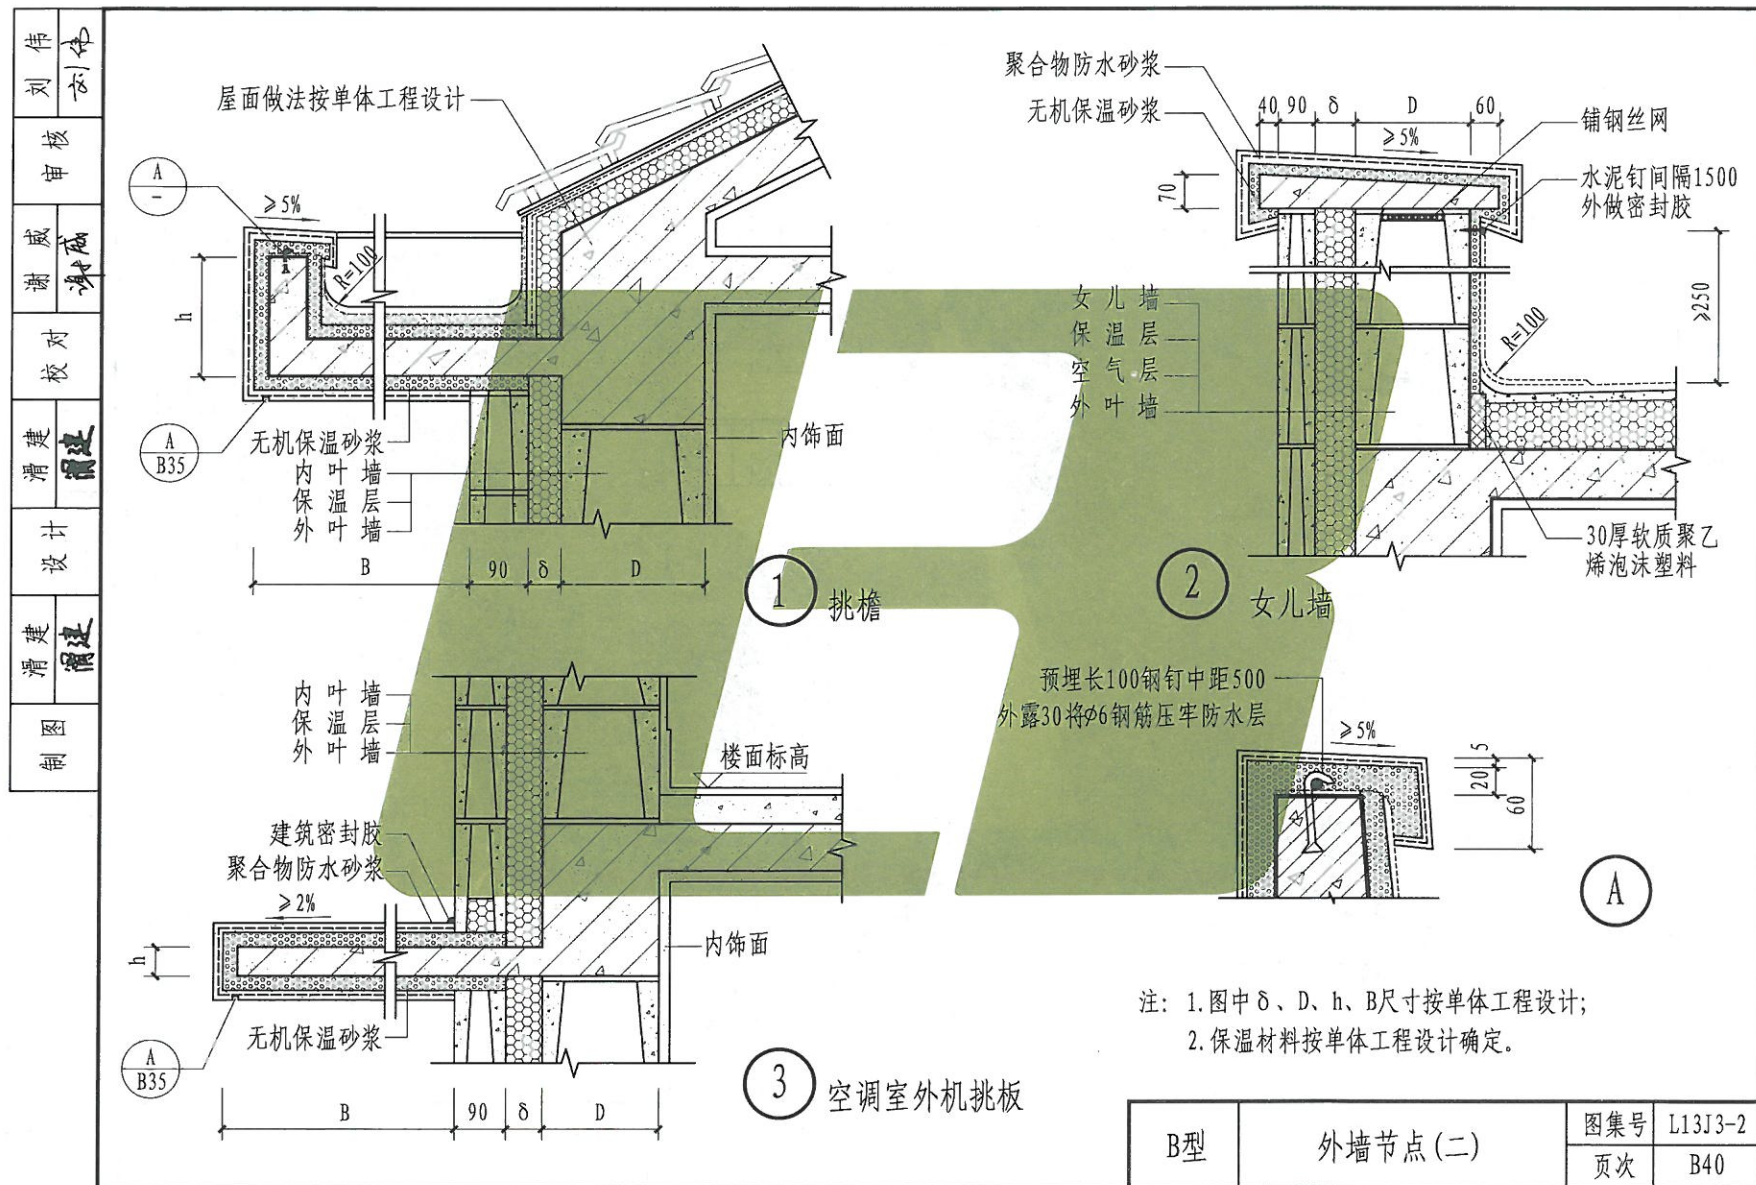 刘伟
刘伟
审核
谢威
谢威
校对
滑建
滑建
设计
滑建
滑建
制图
屋面做法按单体工程设计
A
-
≥5%
R=100
h
A
B35
无机保温砂浆
内叶墙
保温层
外叶墙
内饰面
B
90
δ
D
1
挑檐
聚合物防水砂浆
无机保温砂浆
40
90
δ
D
60
≥5%
铺钢丝网
水泥钉间隔1500
外做密封胶
70
女儿墙
保温层
空气层
外叶墙
≥250
R=100
30厚软质聚乙
烯泡沫塑料
2
女儿墙
内叶墙
保温层
外叶墙
楼面标高
建筑密封胶
聚合物防水砂浆
≥2%
h
内饰面
无机保温砂浆
A
B35
B
90
δ
D
3
空调室外机挑板
预埋长100钢钉中距500
外露30将φ6钢筋压牢防水层
≥5%
5
20
60
A
注: 1.图中δ、D、h、B尺寸按单体工程设计;
2.保温材料按单体工程设计确定。
B型
外墙节点(二)
图集号
L13J3-2
页次
B40